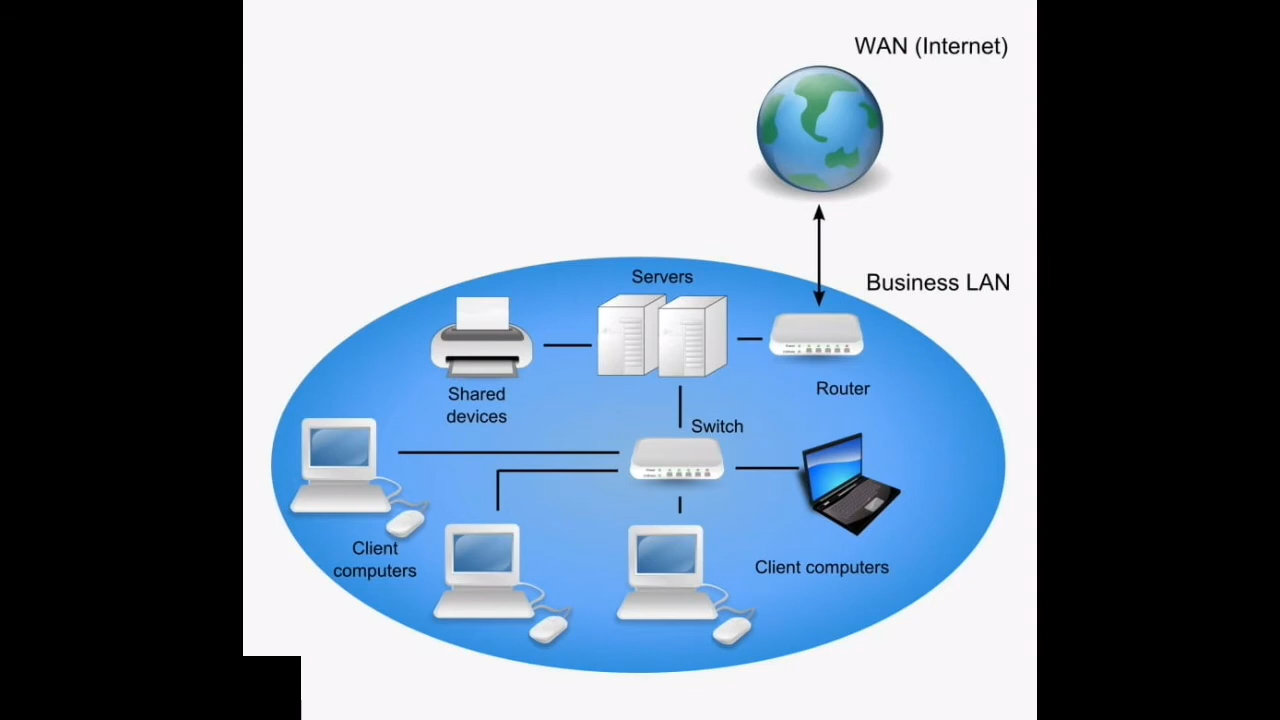 WAN (Internet)
Business LAN
Servers
Router
Shared
devices
Switch
Client
computers
Client computers